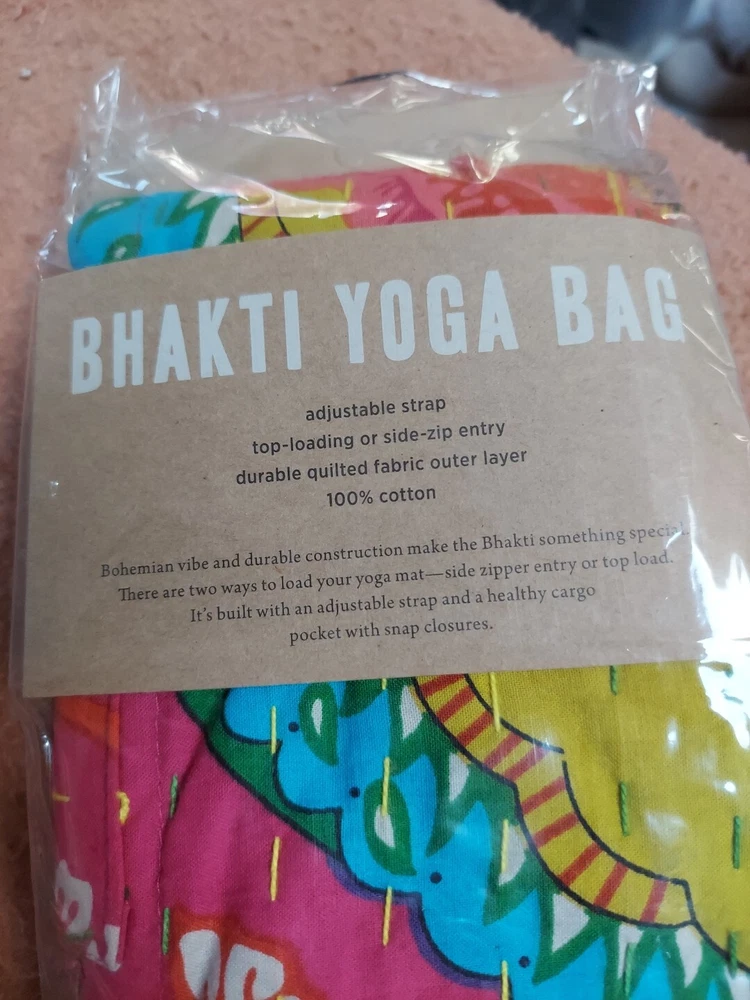 BHAKTI YOGA BAG
adjustable strap
top-loading or side-zip entry
durable quilted fabric outer layer
100% cotton
Bohemian vibe and durable construction make the Bhakti something special.
There are two ways to load your yoga mat—side zipper entry or top load.
It's built with an adjustable strap and a healthy cargo
pocket with snap closures.